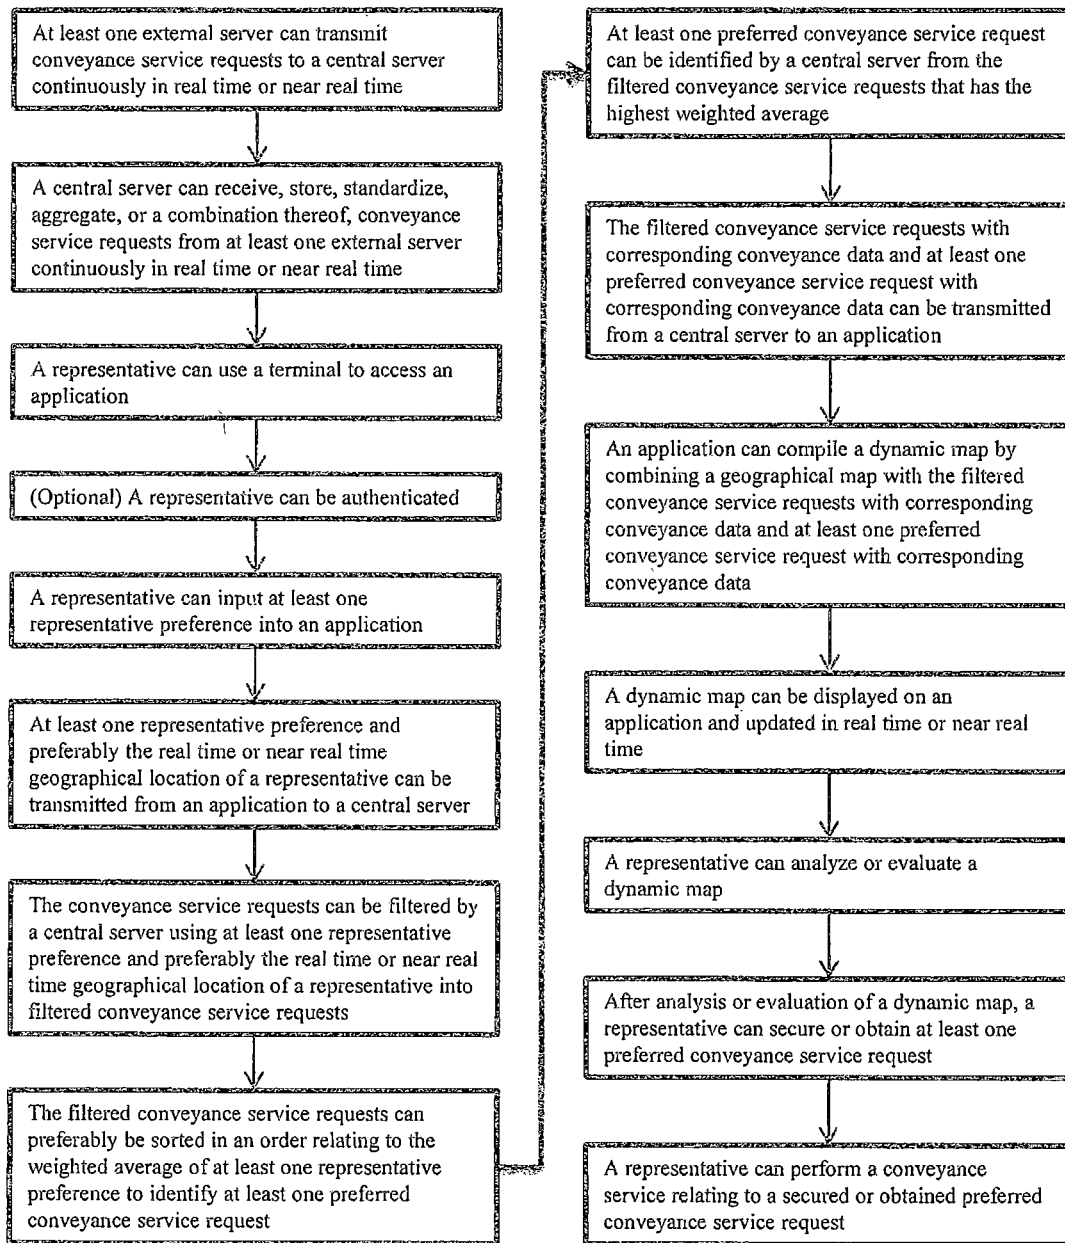 At least one external server can transmit
conveyance service requests to a central server
continuously in real time or near real time
A central server can receive, store, standardize,
aggregate, or a combination thereof, conveyance
service requests from at least one external server
continuously in real time or near real time
A representative can use a terminal to access an
application
(Optional) A representative can be authenticated
A representative can input at least one
representative preference into an application
At least one representative preference and
preferably the real time or near real time
geographical location of a representative can be
transmitted from an application to a central server
The conveyance service requests can be filtered by
a central server using at least one representative
preference and preferably the real time or near real
time geographical location of a representative into
filtered conveyance service requests
The filtered conveyance service requests can
preferably be sorted in an order relating to the
weighted average of at least one representative
preference to identify at least one preferred
conveyance service request
At least one preferred conveyance service request
can be identified by a central server from the
filtered conveyance service requests that has the
highest weighted average
The filtered conveyance service requests with
corresponding conveyance data and at least one
preferred conveyance service request with
corresponding conveyance data can be transmitted
from a central server to an application
An application can compile a dynamic map by
combining a geographical map with the filtered
conveyance service requests with corresponding
conveyance data and at least one preferred
conveyance service request with corresponding
conveyance data
A dynamic map can be displayed on an
application and updated in real time or near real
time
A representative can analyze or evaluate a
dynamic map
After analysis or evaluation of a dynamic map, a
representative can secure or obtain at least one
preferred conveyance service request
A representative can perform a conveyance
service relating to a secured or obtained preferred
conveyance service request